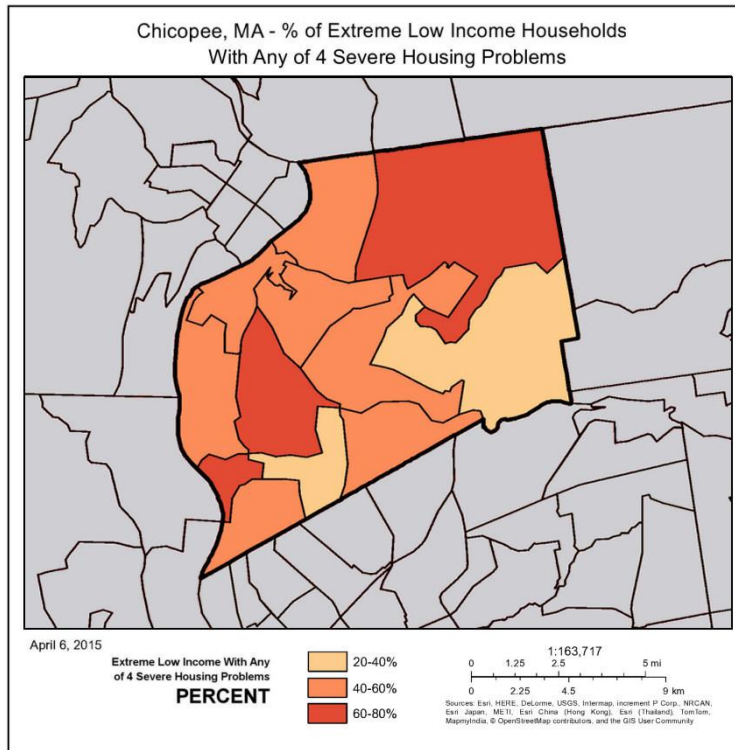 Chicopee, MA - % of Extreme Low Income Households
With Any of 4 Severe Housing Problems
April 6, 2015
Extreme Low Income With Any
of 4 Severe Housing Problems
PERCENT
20-40%
40-60%
60-80%
1:163,717
0 1.25 2.5 5 mi
0 2.25 4.5 9 km
Sources: Esri, HERE, DeLorme, USGS, Intermap, increment P Corp., NRCAN,
Esri Japan, METI, Esri China (Hong Kong), Esri (Thailand), TomTom,
MapmyIndia, © OpenStreetMap contributors, and the GIS User Community